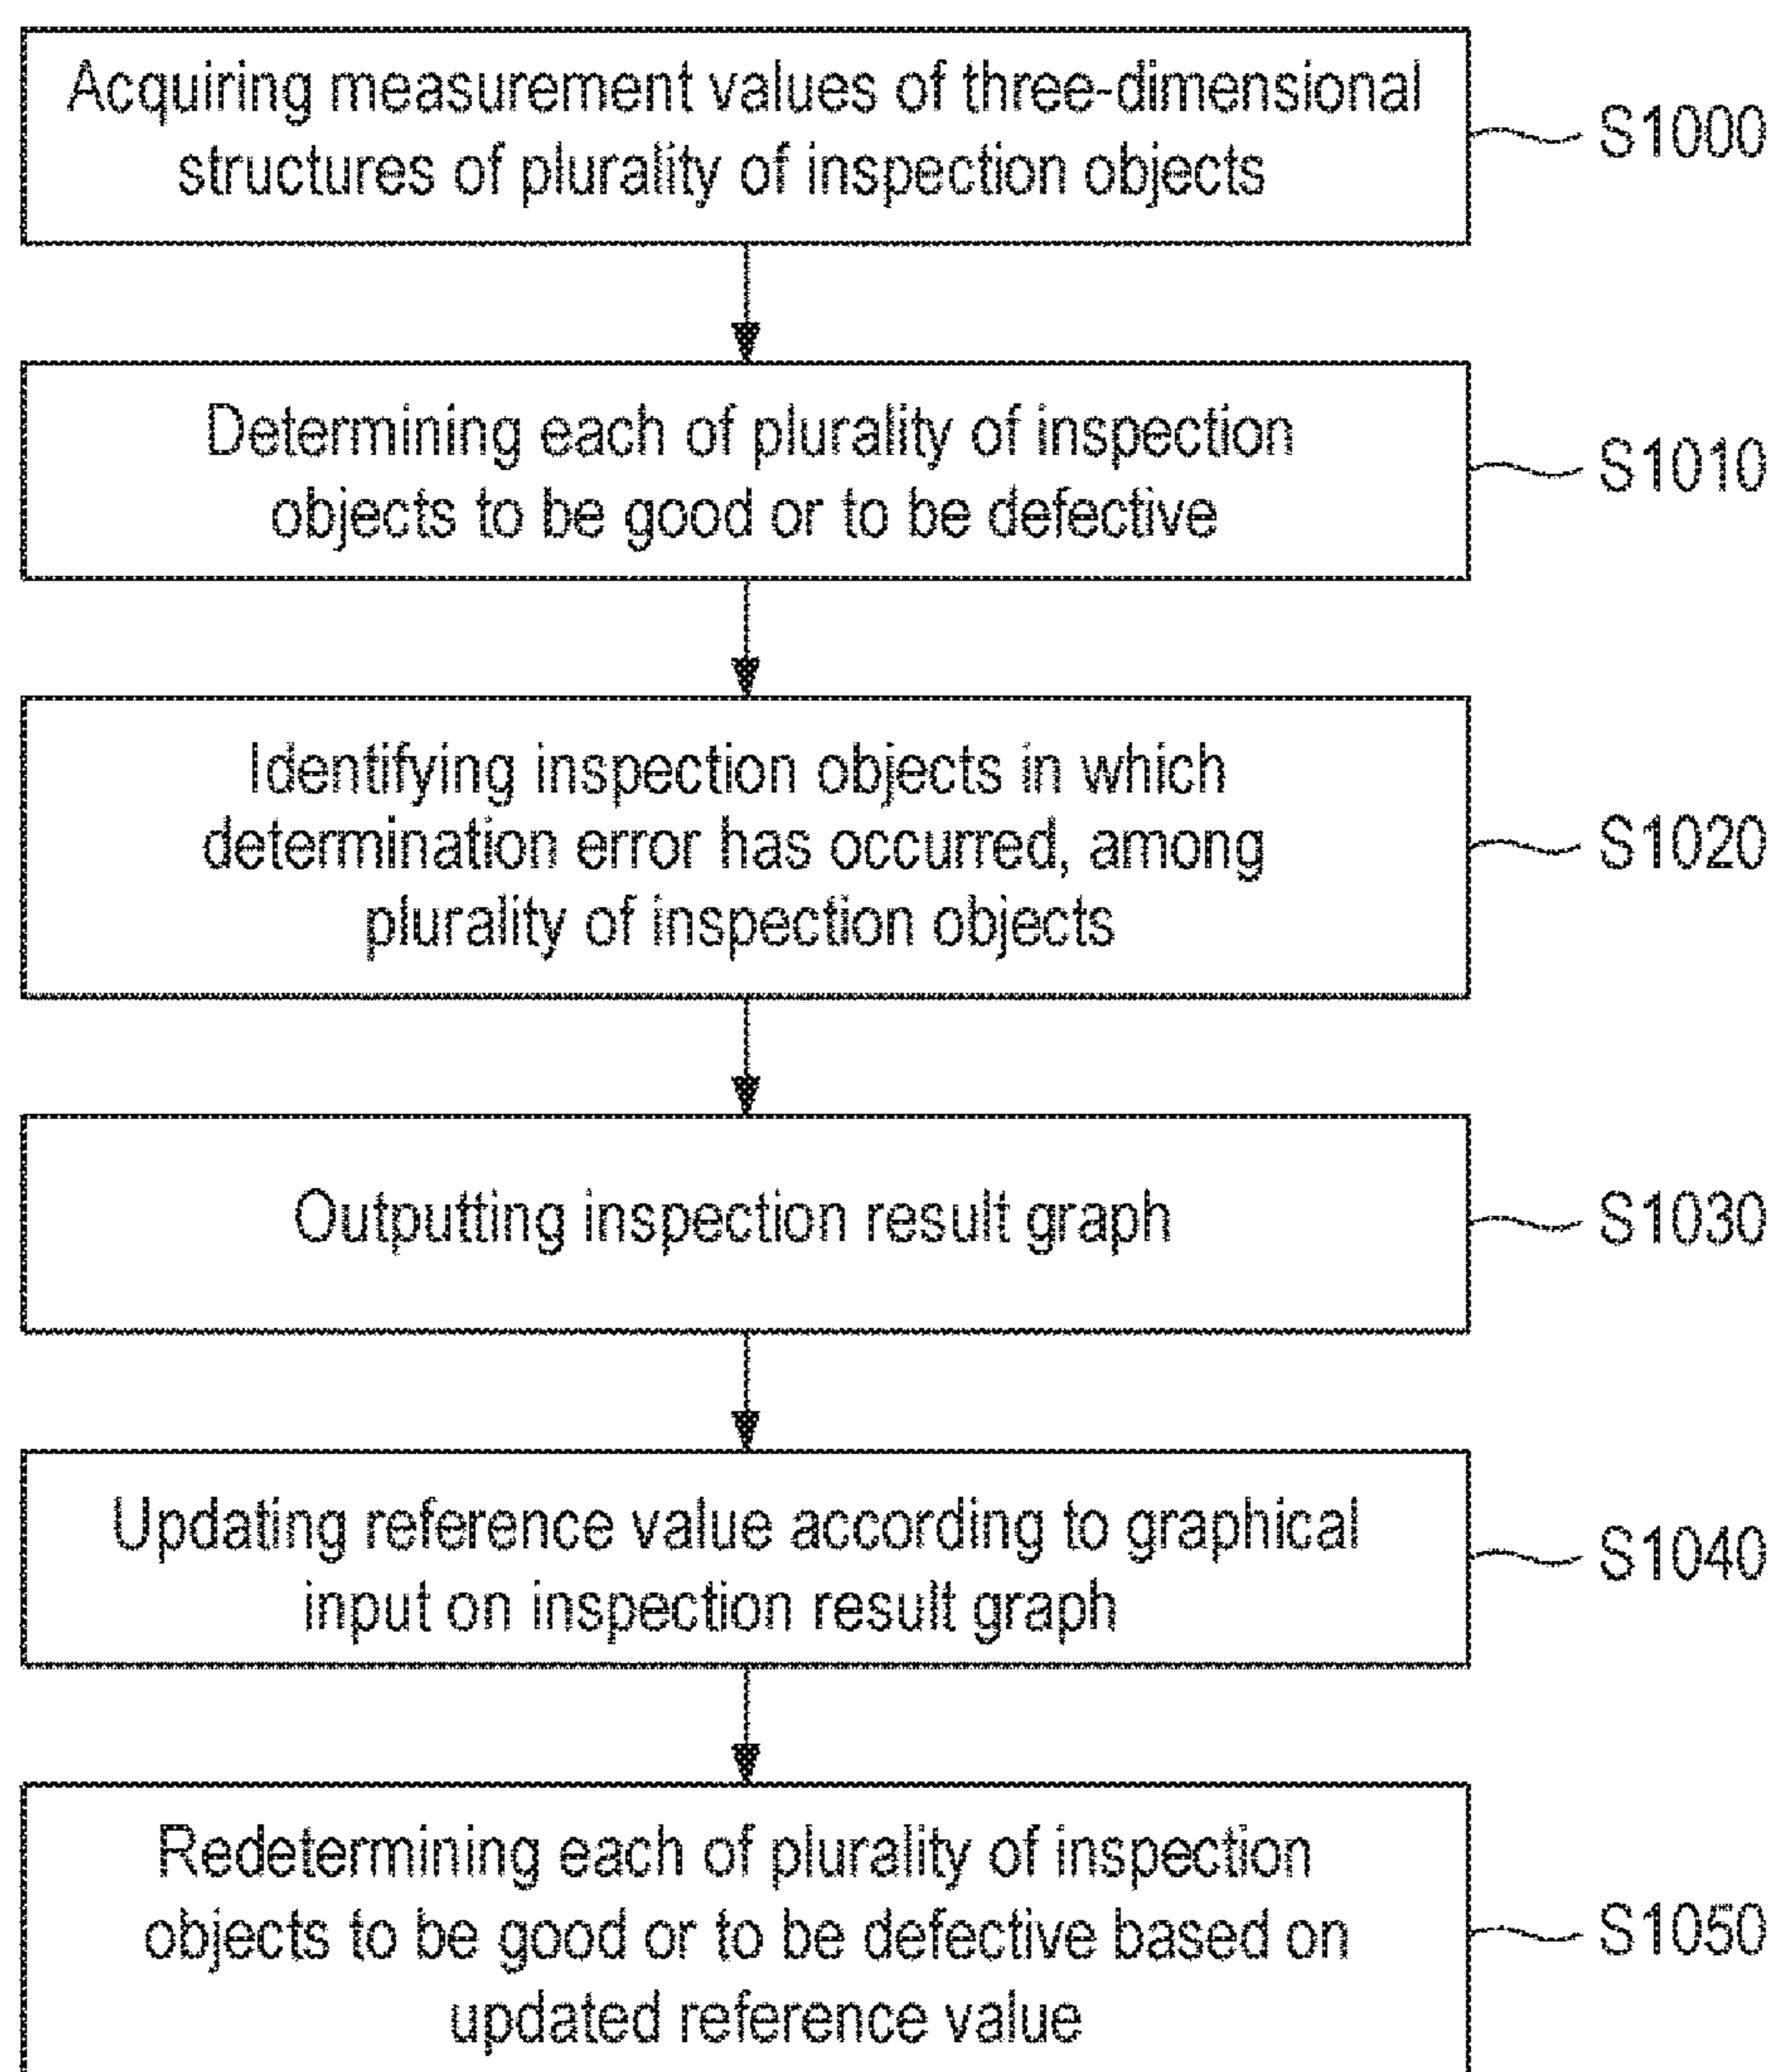 Acquiring measurement values of three-dimensional
structures of plurality of inspection objects
S1000
Determining each of plurality of inspection
objects to be good or to be defective
S1010
Identifying inspection objects in which
determination error has occurred, among
plurality of inspection objects
S1020
Outputting inspection result graph
S1030
Updating reference value according to graphical
input on inspection result graph
S1040
Redetermining each of plurality of inspection
objects to be good or to be defective based on
updated reference value
S1050